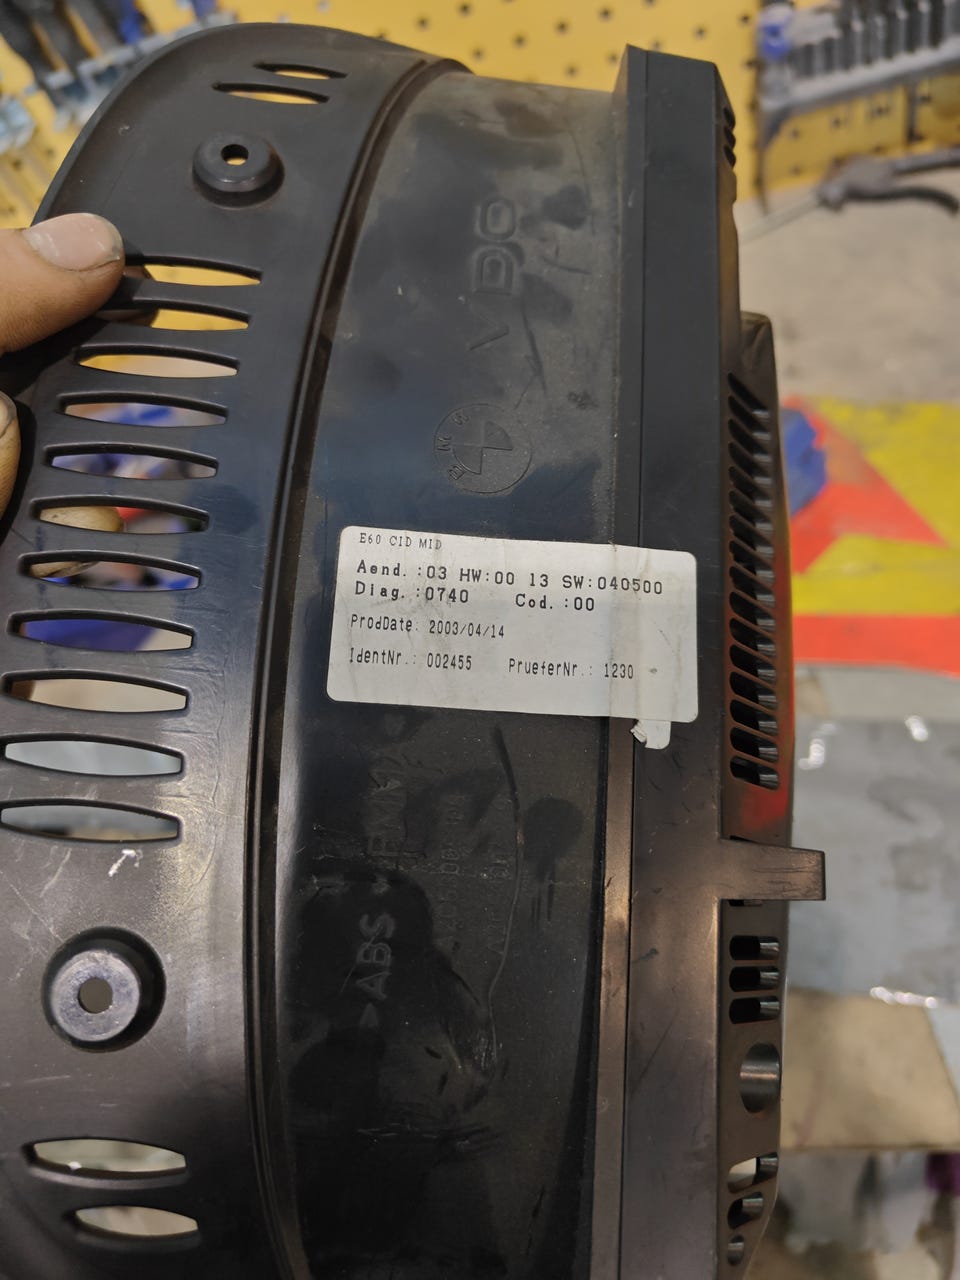 VDO
BMW
E60 CID MID
Aend. :03 HW:00 13 SW:040500
Diag. :0740 Cod. :00
ProdDate: 2003/04/14
IdentNr.: 002455 PrueferNr.: 1230
>ABS